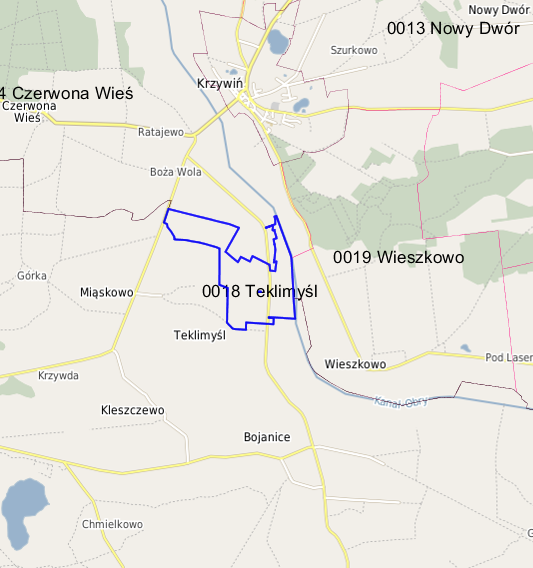 Nowy Dwór
0013 Nowy Dwór
Szurkowo
Krzywiń
4 Czerwona Wieś
Czerwona
Wieś
Ratajewo
Boża Wola
0019 Wieszkowo
Górka
Miąskowo
0018 Teklimyśl
Teklimyśl
Wieszkowo
Pod Laser
Krzywda
Kanał Obry
Kleszczewo
Bojanice
Chmielkowo
G